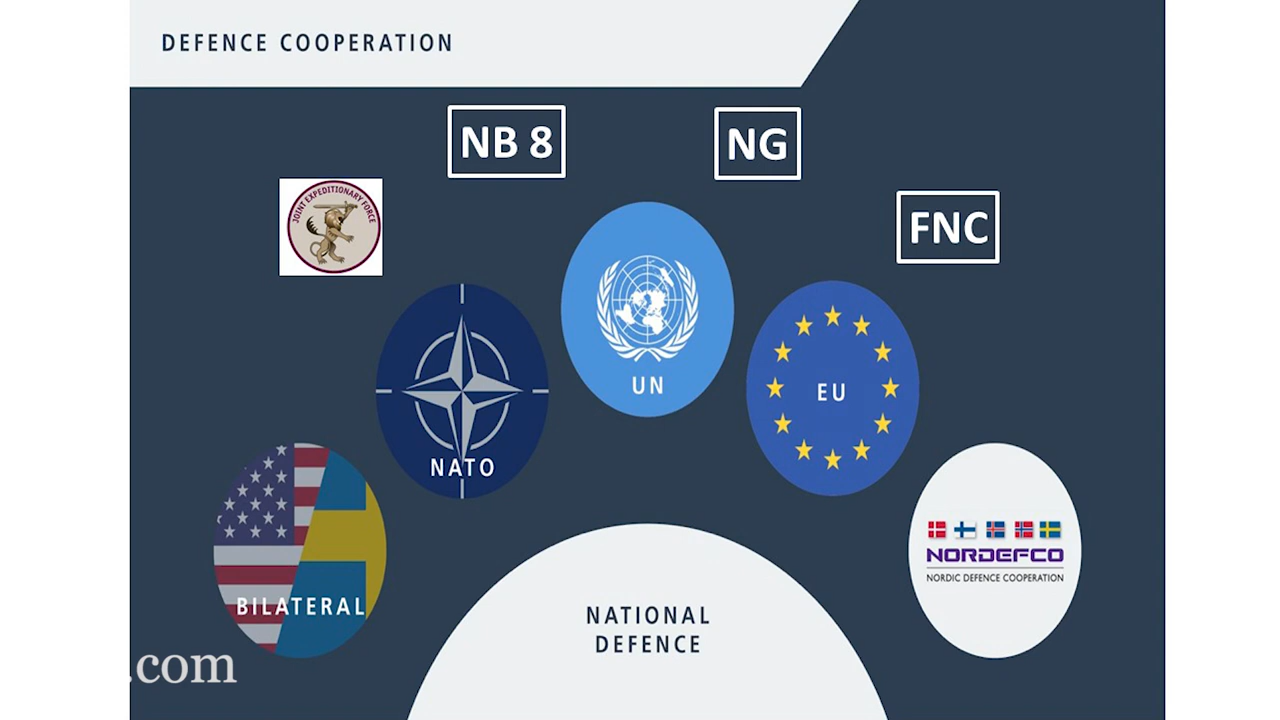 DEFENCE COOPERATION
NB 8
NG
JOINT EXPEDITIONARY FORCE
FNC
UN
NATO
EU
BILATERAL
NORDEFCO
NORDIC DEFENCE COOPERATION
NATIONAL
DEFENCE
.com